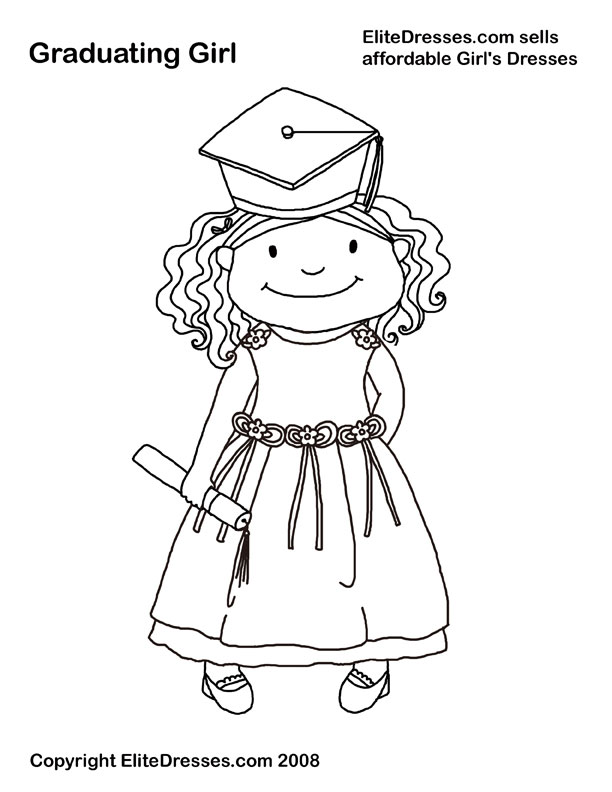 Graduating Girl
EliteDresses.com sells
affordable Girl's Dresses
Copyright EliteDresses.com 2008